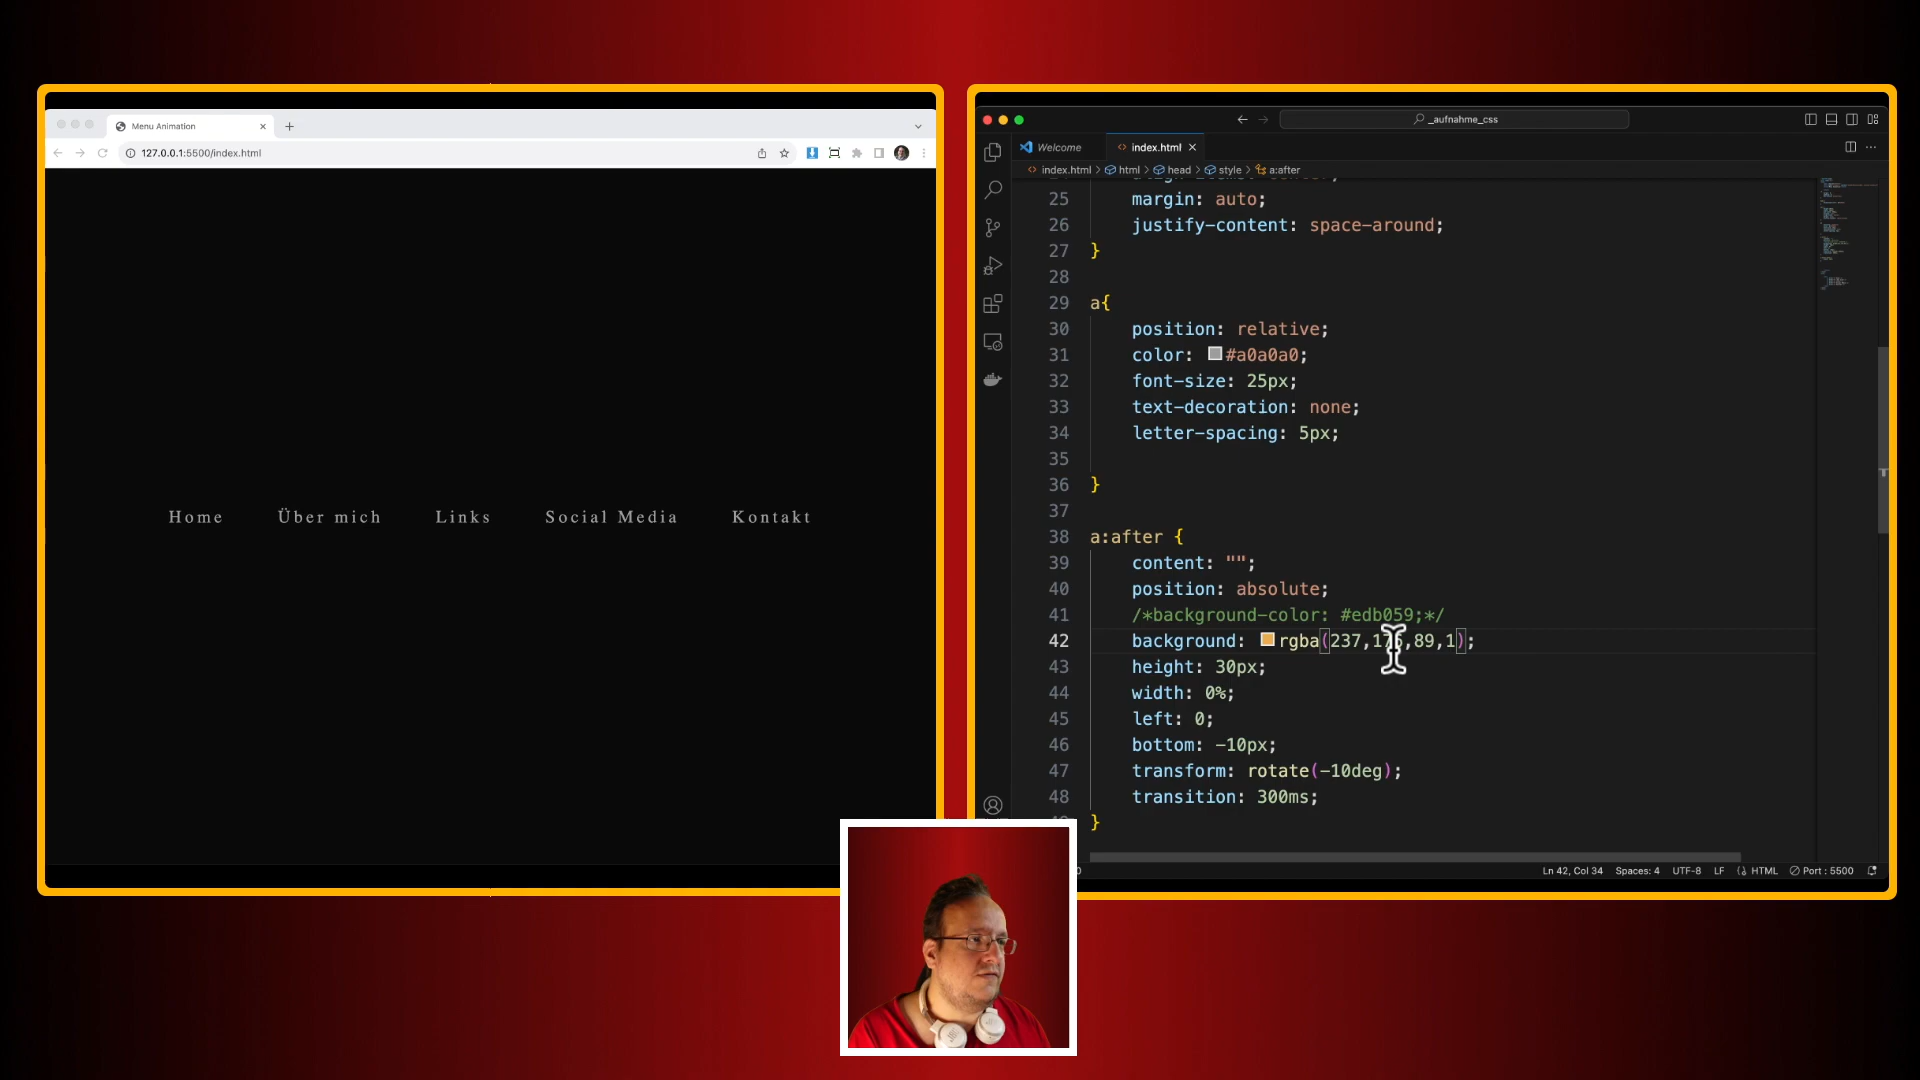 Menu Animation
127.0.0.1:5500/index.html
Home Über mich Links Social Media Kontakt
_aufnahme_css
Welcome index.html
index.html > html > head > style > a:after
25 margin: auto;
26 justify-content: space-around;
27 }
28
29 a{
30 position: relative;
31 color: #a0a0a0;
32 font-size: 25px;
33 text-decoration: none;
34 letter-spacing: 5px;
35
36 }
37
38 a:after {
39 content: "";
40 position: absolute;
41 /*background-color: #edb059;*/
42 background: rgba(237,176,89,1);
43 height: 30px;
44 width: 0%;
45 left: 0;
46 bottom: -10px;
47 transform: rotate(-10deg);
48 transition: 300ms;
}
Ln 42, Col 34 Spaces: 4 UTF-8 LF HTML Port : 5500